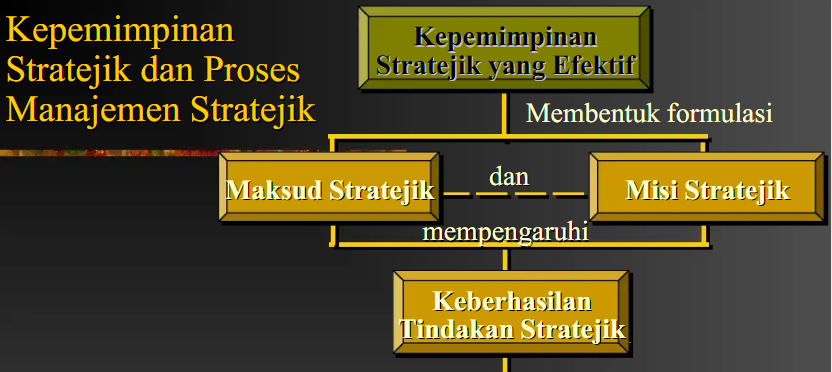 Kepemimpinan
Stratejik dan Proses
Manajemen Stratejik
Kepemimpinan
Stratejik yang Efektif
Membentuk formulasi
Maksud Stratejik
dan
Misi Stratejik
mempengaruhi
Keberhasilan
Tindakan Stratejik